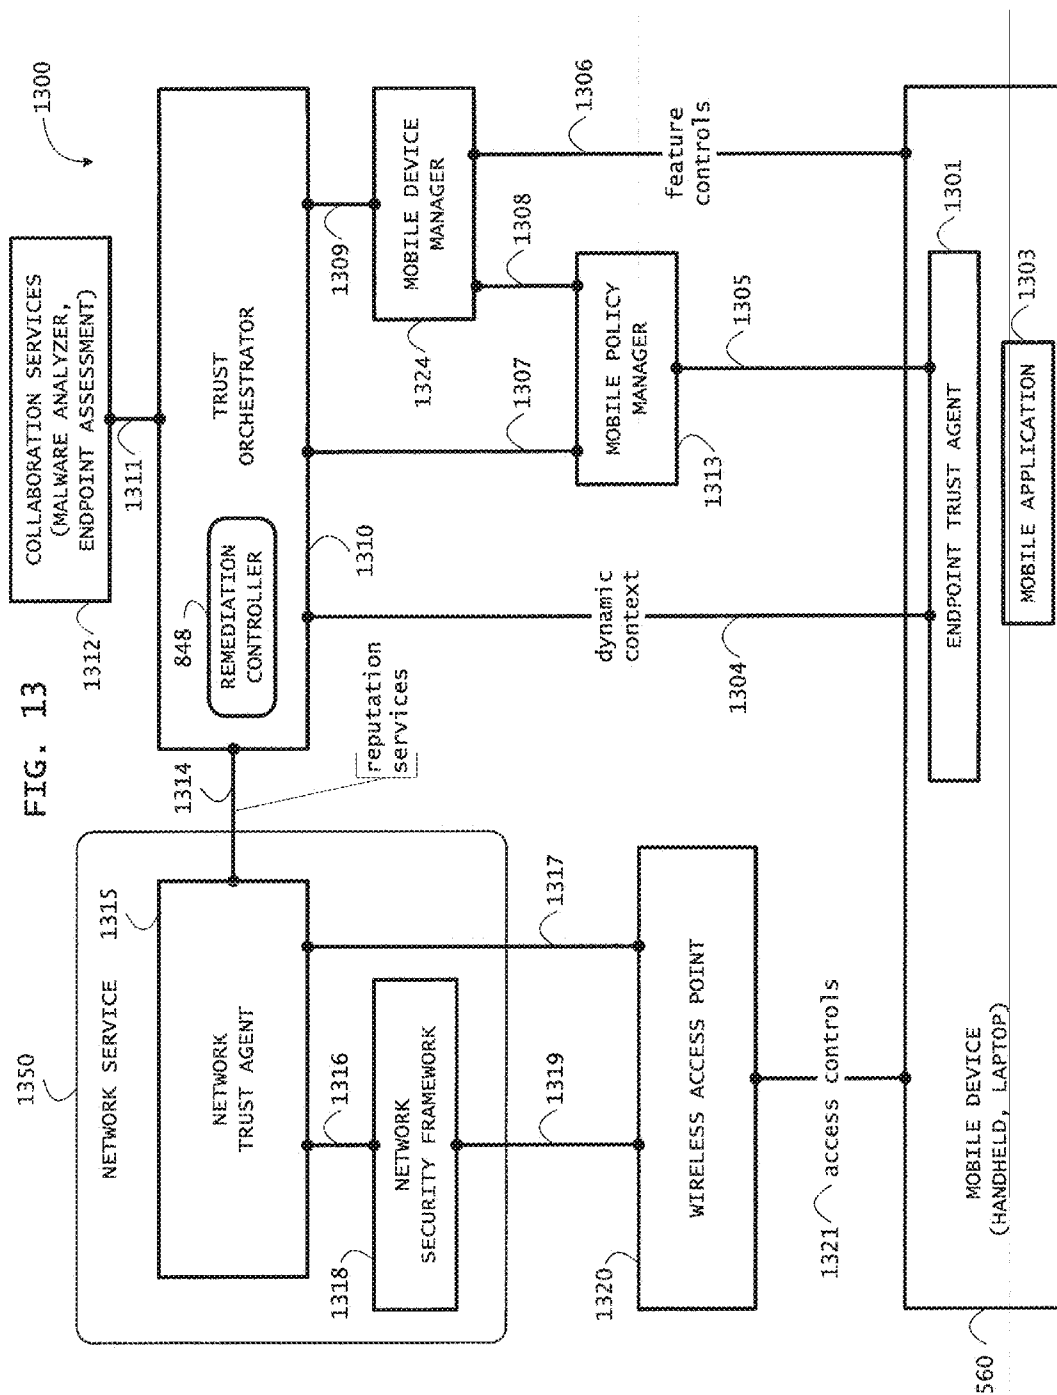 FIG. 13
1300
COLLABORATION SERVICES
(MALWARE ANALYZER,
ENDPOINT ASSESSMENT)
1312
1311
TRUST
ORCHESTRATOR
848
REMEDIATION
CONTROLLER
1310
1314
reputation
services
1350
NETWORK SERVICE
1315
NETWORK
TRUST AGENT
1316
1318
NETWORK
SECURITY FRAMEWORK
1317
1319
1309
MOBILE DEVICE
MANAGER
1324
1308
1306
1307
MOBILE POLICY
MANAGER
1313
1305
feature
controls
dynamic
context
1304
1320
WIRELESS ACCESS POINT
1321
access controls
1301
ENDPOINT TRUST AGENT
1303
MOBILE APPLICATION
MOBILE DEVICE
(HANDHELD, LAPTOP)
560